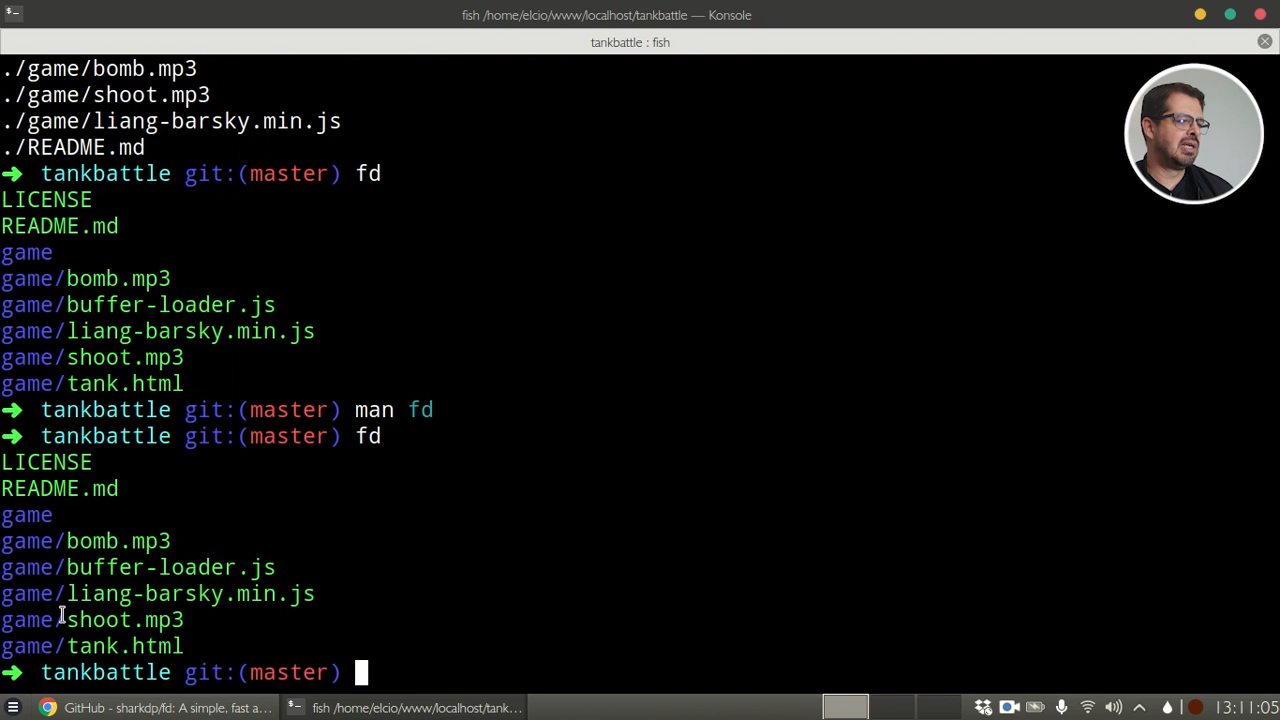 fish /home/elcio/www/localhost/tankbattle — Konsole
tankbattle : fish
./game/bomb.mp3
./game/shoot.mp3
./game/liang-barsky.min.js
./README.md
➜ tankbattle git:(master) fd
LICENSE
README.md
game
game/bomb.mp3
game/buffer-loader.js
game/liang-barsky.min.js
game/shoot.mp3
game/tank.html
➜ tankbattle git:(master) man fd
➜ tankbattle git:(master) fd
LICENSE
README.md
game
game/bomb.mp3
game/buffer-loader.js
game/liang-barsky.min.js
game/shoot.mp3
game/tank.html
➜ tankbattle git:(master)
GitHub - sharkdp/fd: A simple, fast a...
fish /home/elcio/www/localhost/tank...
13:11:05